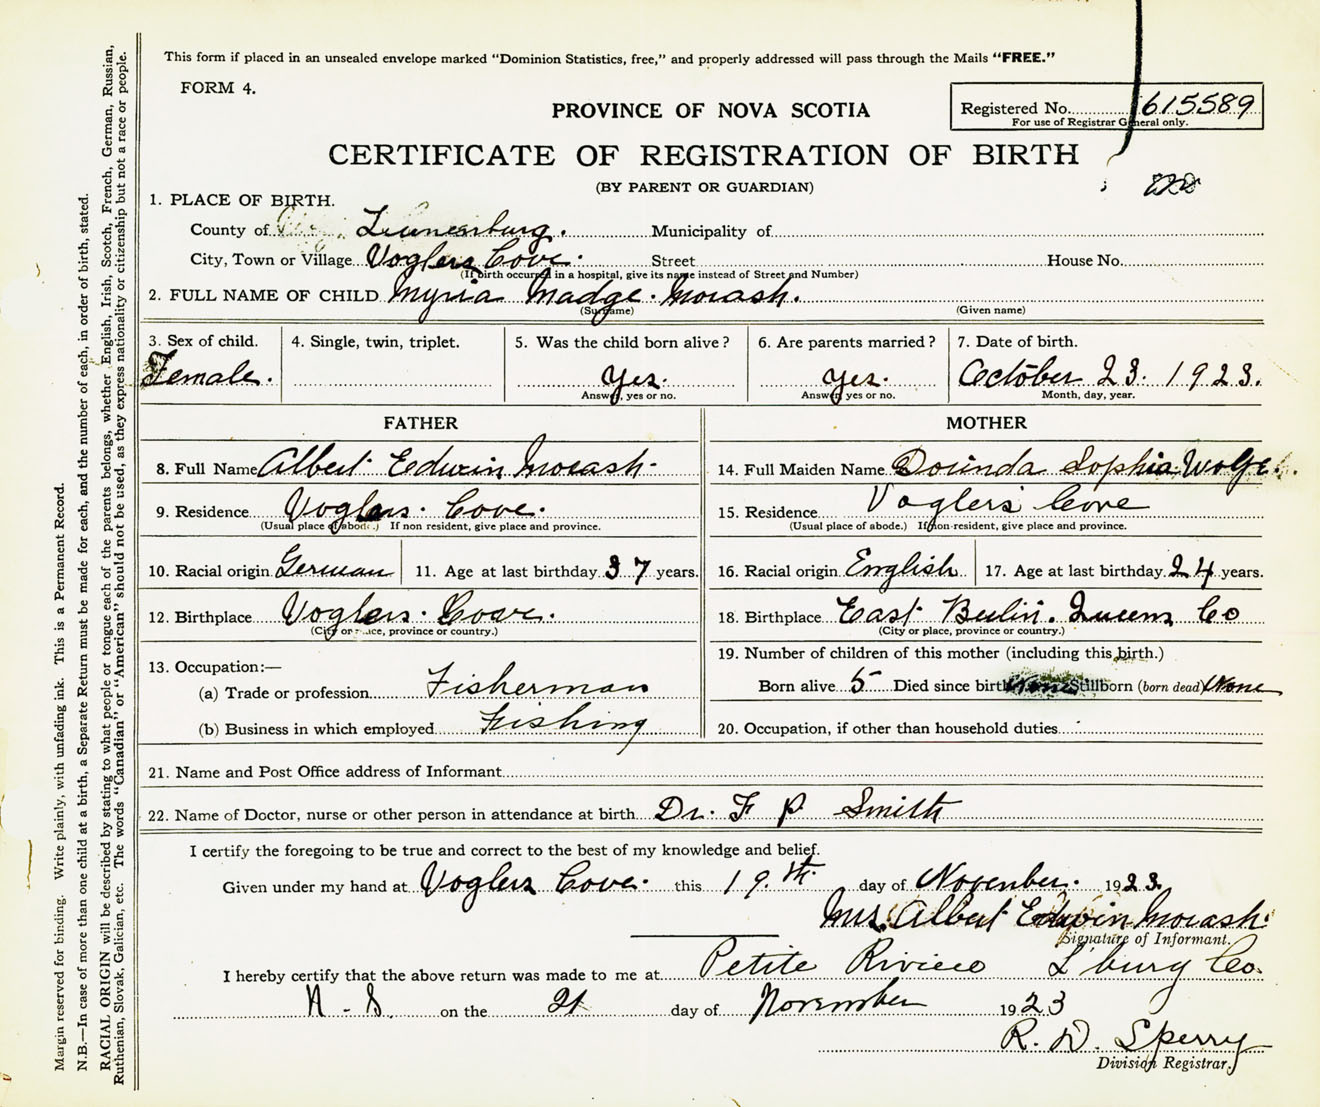 This form if placed in an unsealed envelope marked “Dominion Statistics, free,” and properly addressed will pass through the Mails “FREE.”
FORM 4.
PROVINCE OF NOVA SCOTIA
Registered No. 615589
For use of Registrar General only.
CERTIFICATE OF REGISTRATION OF BIRTH
(BY PARENT OR GUARDIAN)
1. PLACE OF BIRTH.
County of Lunenburg. Municipality of
City, Town or Village Voglers Cove. Street House No.
(If birth occurred in a hospital, give its name instead of Street and Number)
2. FULL NAME OF CHILD Myria Madge. Morash.
(Surname) (Given name)
3. Sex of child. 4. Single, twin, triplet. 5. Was the child born alive? 6. Are parents married? 7. Date of birth.
Female. Yes. Yes. October 23. 1923.
Answer, yes or no. Answer, yes or no. Month, day, year.
FATHER MOTHER
8. Full Name Albert Edwin Morash. 14. Full Maiden Name Dorinda Sophia Wolfe.
9. Residence Voglers. Cove. 15. Residence Voglers Cove
(Usual place of abode.) If non resident, give place and province. (Usual place of abode.) If non-resident, give place and province.
10. Racial origin German 11. Age at last birthday 37 years. 16. Racial origin English 17. Age at last birthday 24 years.
12. Birthplace Voglers. Cove. 18. Birthplace East Berlin. Queens Co
(City or place, province or country.) (City or place, province or country.)
13. Occupation:— 19. Number of children of this mother (including this birth.)
(a) Trade or profession Fisherman Born alive 5 Died since birth None Stillborn (born dead) None
(b) Business in which employed Fishing 20. Occupation, if other than household duties
21. Name and Post Office address of Informant
22. Name of Doctor, nurse or other person in attendance at birth Dr. F P. Smith
I certify the foregoing to be true and correct to the best of my knowledge and belief.
Given under my hand at Voglers Cove. this 19.th day of November. 1923.
Mrs. Albert Edwin Morash.
Signature of Informant.
I hereby certify that the above return was made to me at Petite Riviere L'burg Co.
N. S. on the 21 day of November 1923
R. D. Sperry
Division Registrar.
Margin reserved for binding. Write plainly, with unfading ink. This is a Permanent Record.
N.B.—In case of more than one child at a birth, a Separate Return must be made for each, and the number of each, in order of birth, stated.
RACIAL ORIGIN will be described by stating to what people or tongue each of the parents belongs, whether English, Irish, Scotch, French, German, Russian,
Ruthenian, Slovak, Galician, etc. The words “Canadian” or “American” should not be used, as they express nationality or citizenship but not a race or people.